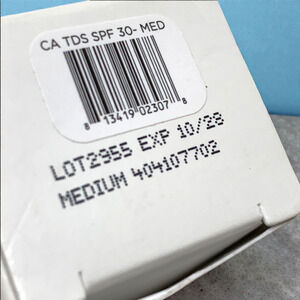 CA TDS SPF 30- MED
8 13419 02307 8
LOT2955 EXP 10/28
MEDIUM 404107702